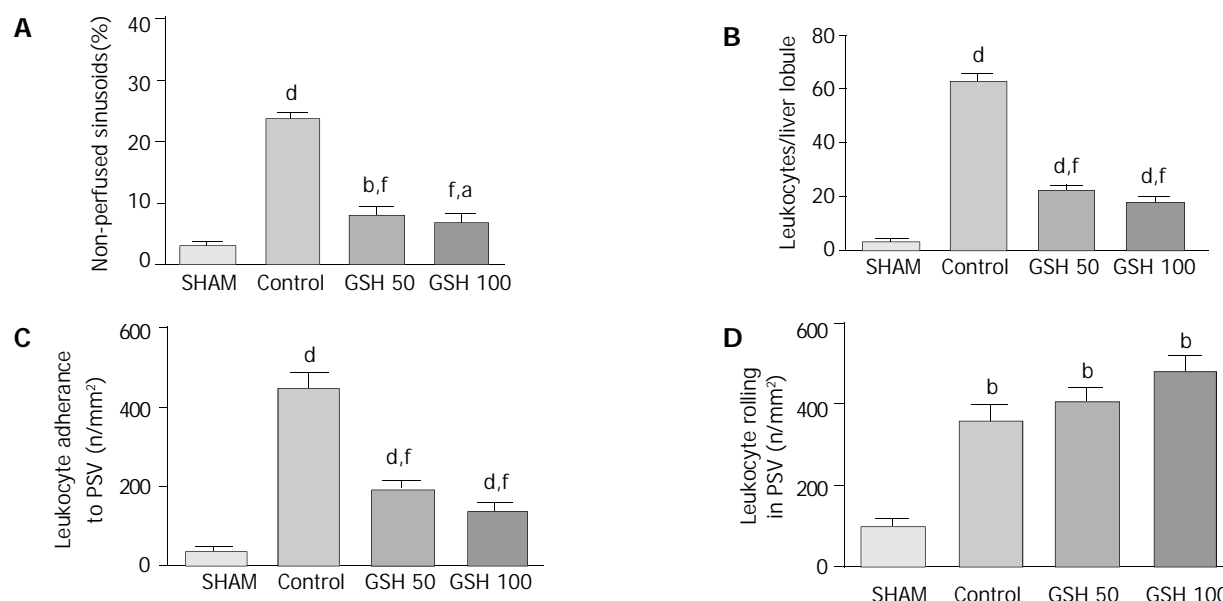 A
Non-perfused sinusoids(%)
40
30
20
10
0
d
b,f
f,a
SHAM Control GSH 50 GSH 100
B
Leukocytes/liver lobule
80
60
40
20
0
d
d,f
d,f
SHAM Control GSH 50 GSH 100
C
Leukocyte adherance
to PSV (n/mm²)
600
400
200
0
d
d,f
d,f
SHAM Control GSH 50 GSH 100
D
Leukocyte rolling
in PSV (n/mm²)
600
400
200
0
b
b
b
SHAM Control GSH 50 GSH 100